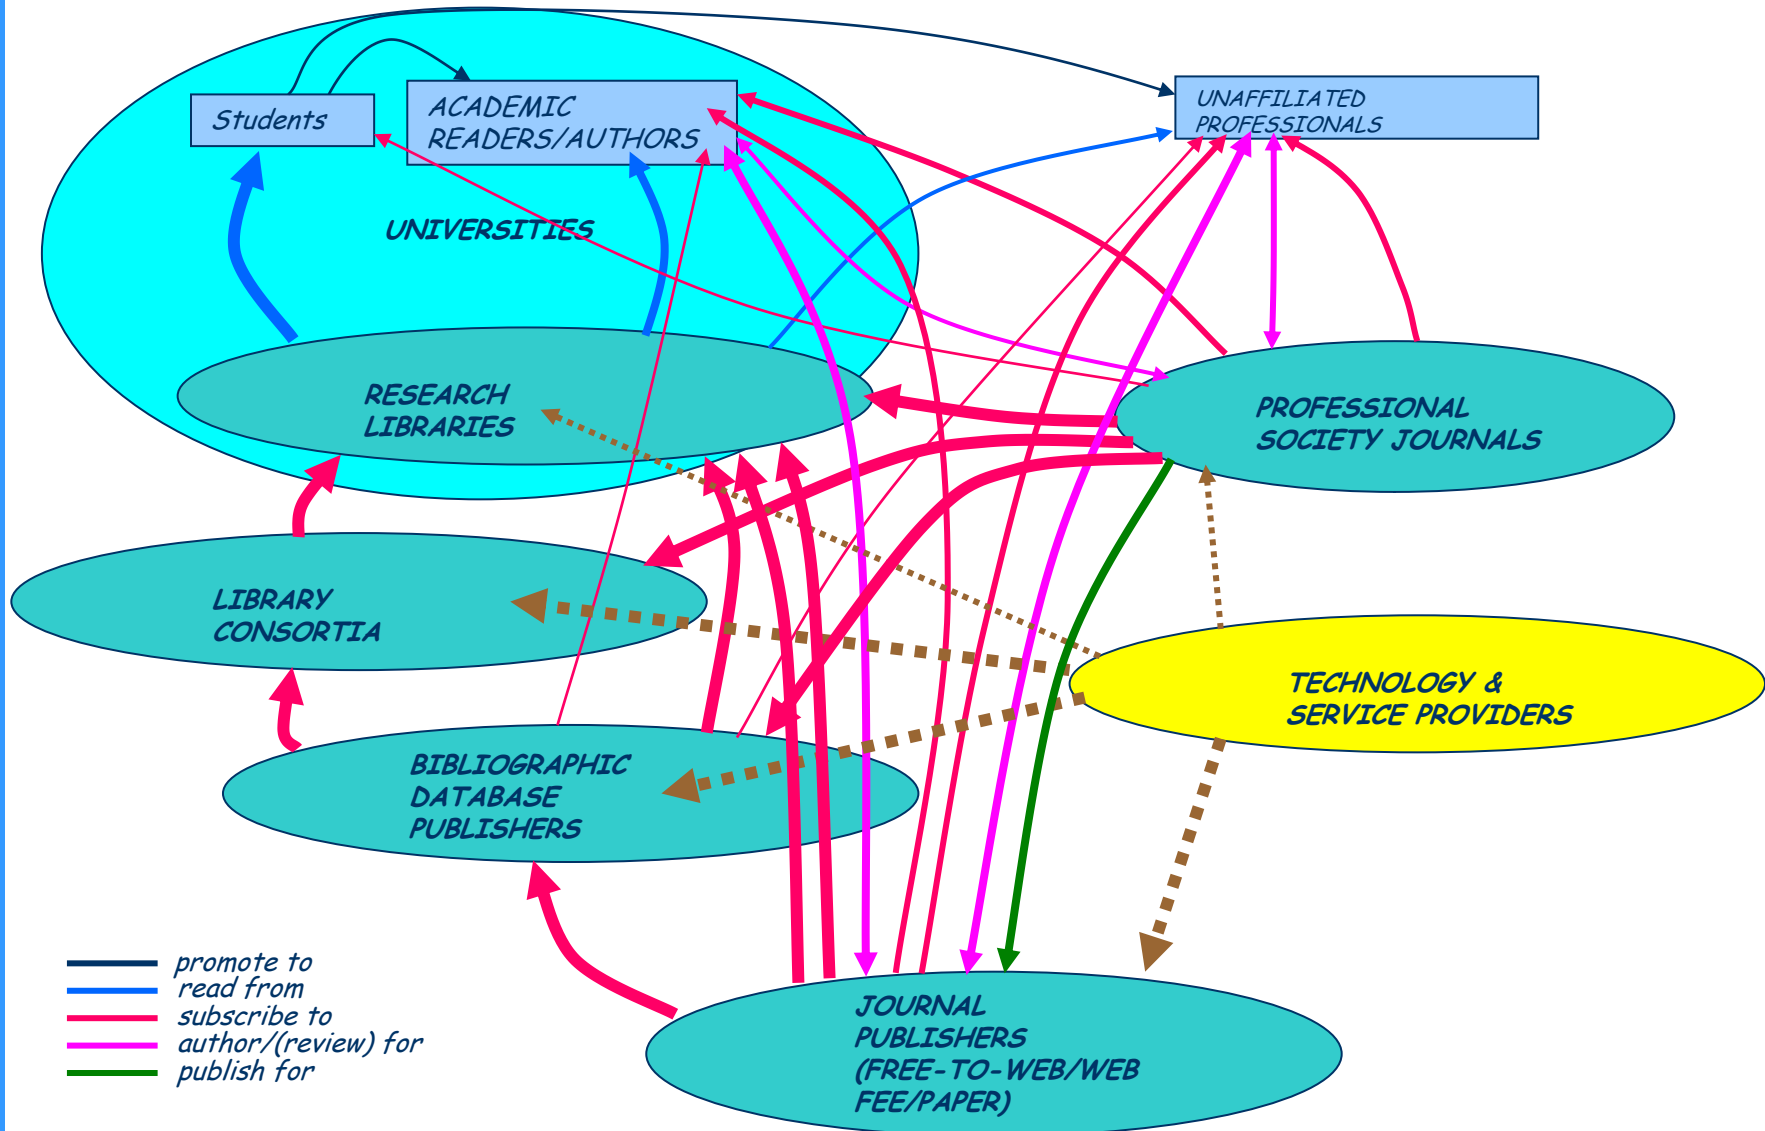 Students
ACADEMIC
READERS/AUTHORS
UNAFFILIATED
PROFESSIONALS
UNIVERSITIES
RESEARCH
LIBRARIES
PROFESSIONAL
SOCIETY JOURNALS
LIBRARY
CONSORTIA
TECHNOLOGY &
SERVICE PROVIDERS
BIBLIOGRAPHIC
DATABASE
PUBLISHERS
JOURNAL
PUBLISHERS
(FREE-TO-WEB/WEB
FEE/PAPER)
promote to
read from
subscribe to
author/(review) for
publish for